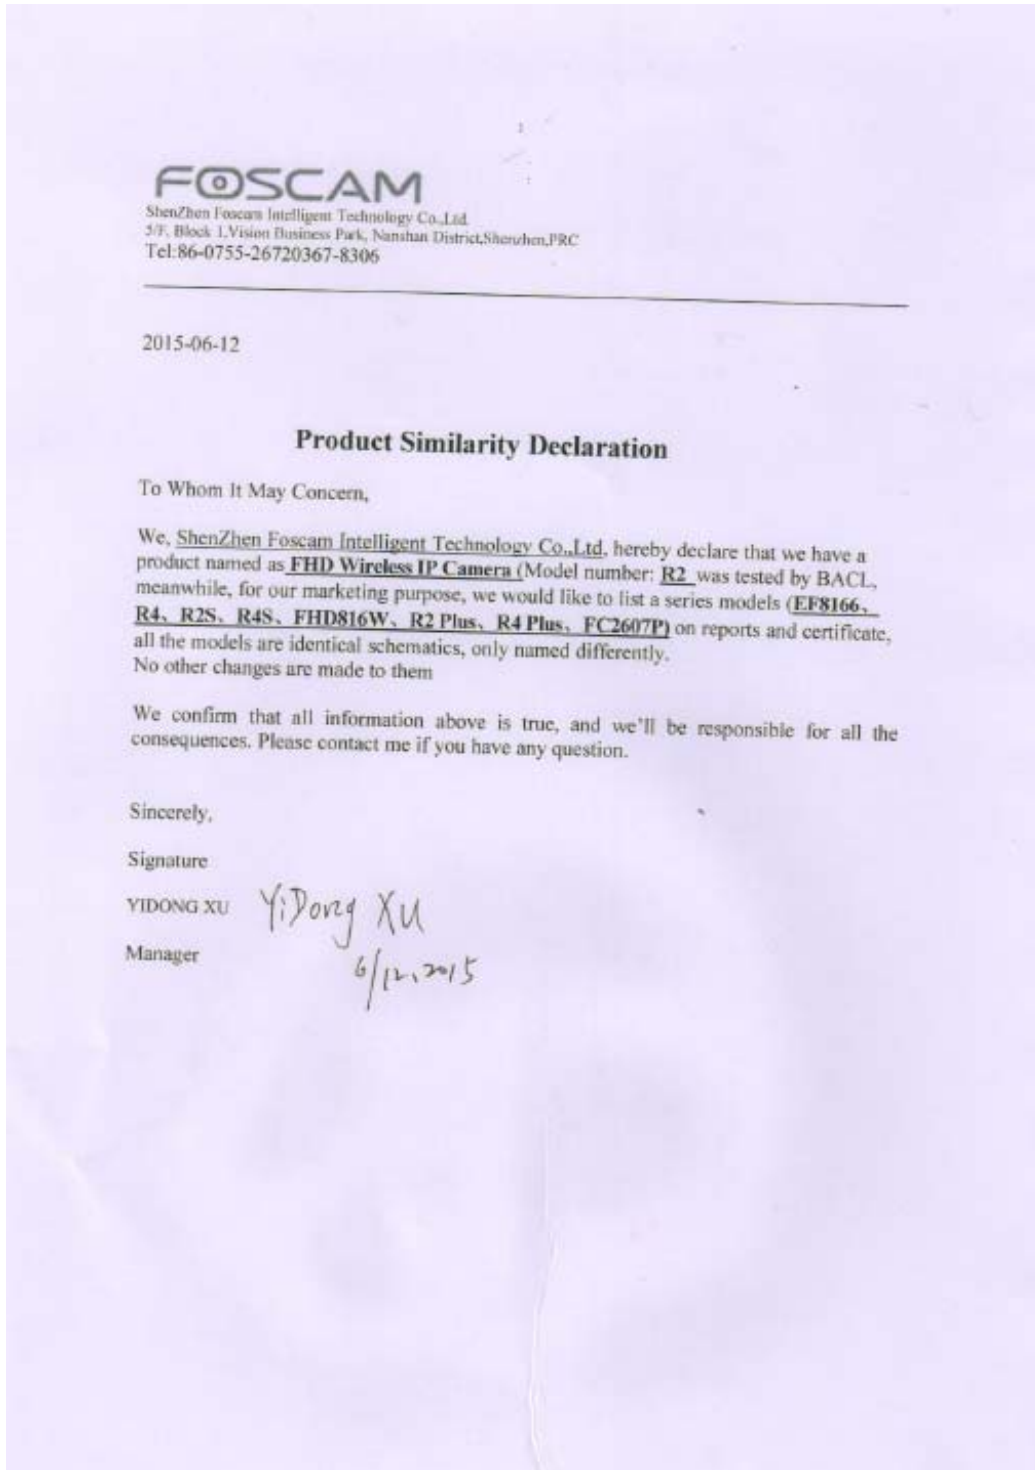 FOSCAM
ShenZhen Foscam Intelligent Technology Co.,Ltd
5/F, Block 1,Vision Business Park, Nanshan District,Shenzhen,PRC
Tel:86-0755-26720367-8306
2015-06-12
Product Similarity Declaration
To Whom It May Concern,
We, ShenZhen Foscam Intelligent Technology Co.,Ltd, hereby declare that we have a
product named as FHD Wireless IP Camera (Model number: R2 was tested by BACL,
meanwhile, for our marketing purpose, we would like to list a series models (EF8166、
R4、R2S、R4S、FHD816W、R2 Plus、R4 Plus、FC2607P) on reports and certificate,
all the models are identical schematics, only named differently.
No other changes are made to them
We confirm that all information above is true, and we'll be responsible for all the
consequences. Please contact me if you have any question.
Sincerely,
Signature
YIDONG XU YiDong XU
Manager
6/12, 2015